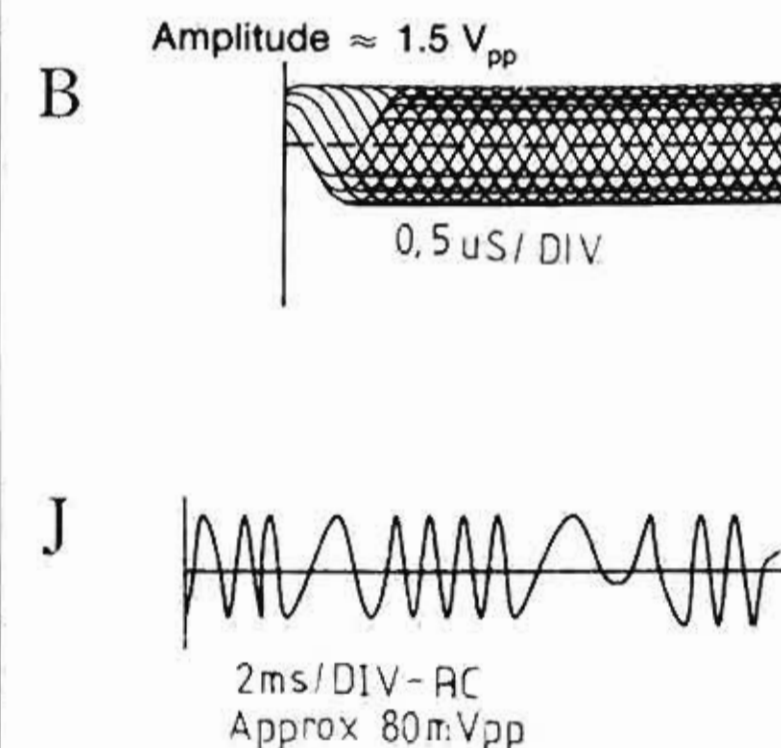 Amplitude ≈ 1.5 Vpp
B
0,5 uS/ DIV
J
2ms/DIV-AC
Approx 80mVpp